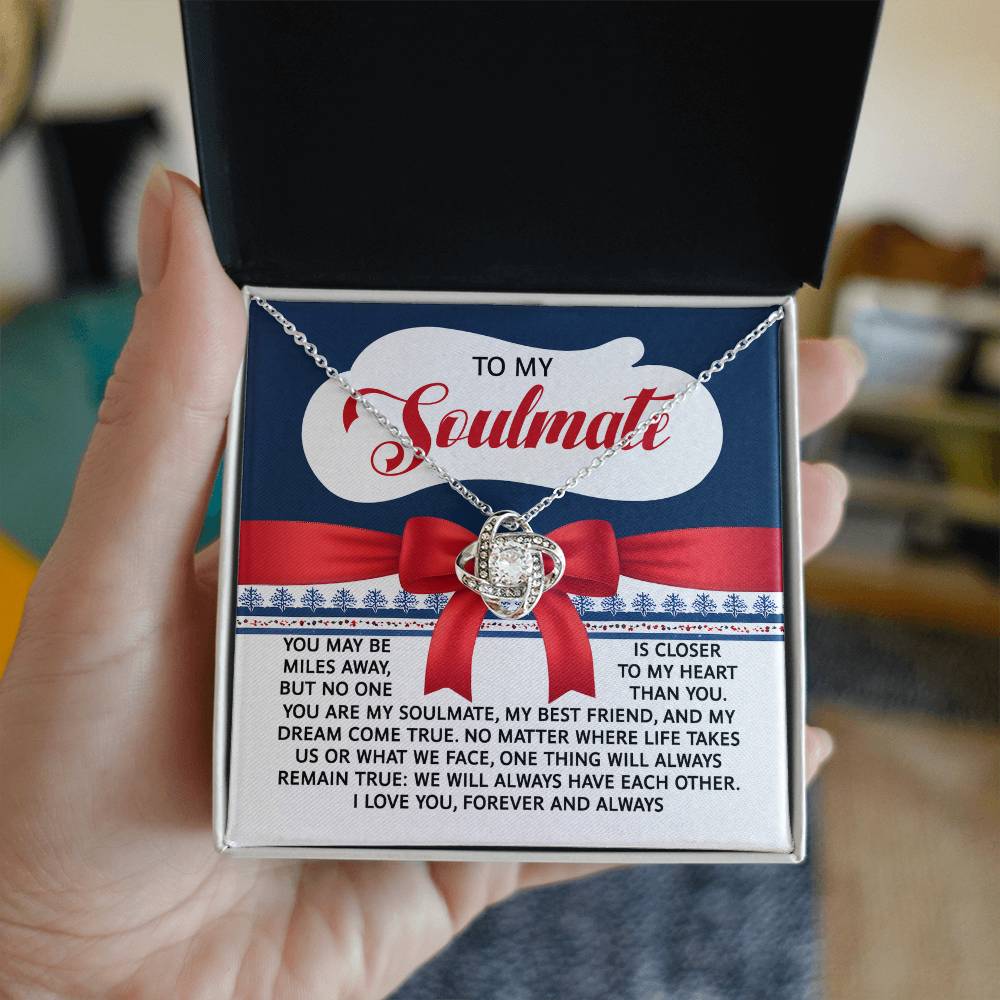 TO MY
Soulmate
YOU MAY BE
MILES AWAY,
BUT NO ONE
IS CLOSER
TO MY HEART
THAN YOU.
YOU ARE MY SOULMATE, MY BEST FRIEND, AND MY
DREAM COME TRUE. NO MATTER WHERE LIFE TAKES
US OR WHAT WE FACE, ONE THING WILL ALWAYS
REMAIN TRUE: WE WILL ALWAYS HAVE EACH OTHER.
I LOVE YOU, FOREVER AND ALWAYS